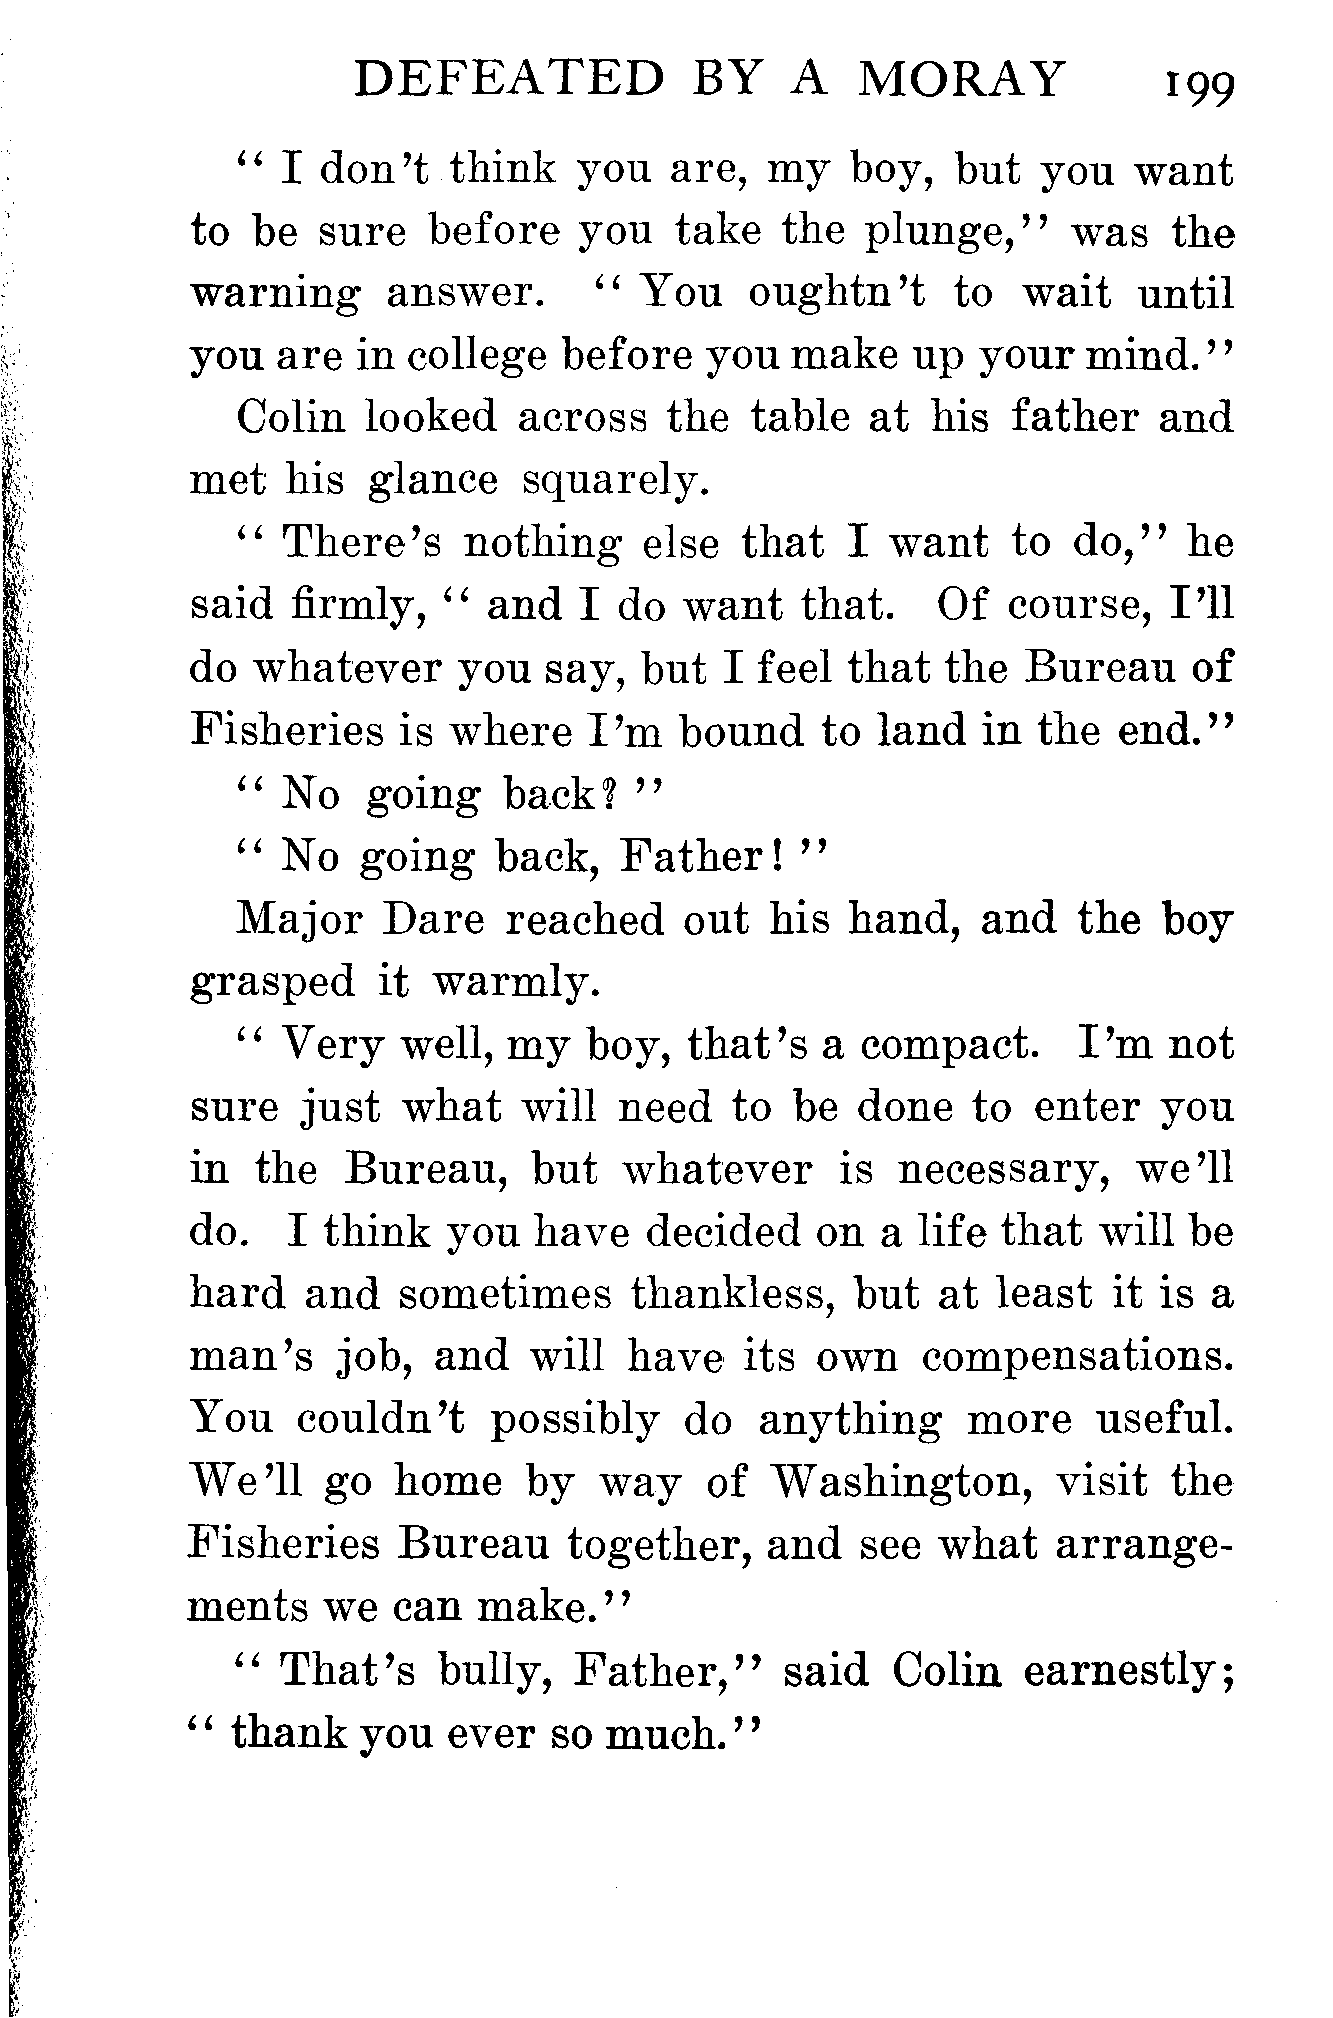 DEFEATED BY A MORAY 199
“ I don’t think you are, my boy, but you want
to be sure before you take the plunge,” was the
warning answer. “ You oughtn’t to wait until
you are in college before you make up your mind.”
Colin looked across the table at his father and
met his glance squarely.
“ There’s nothing else that I want to do,” he
said firmly, “ and I do want that. Of course, I’ll
do whatever you say, but I feel that the Bureau of
Fisheries is where I’m bound to land in the end.”
“ No going back? ”
“ No going back, Father! ”
Major Dare reached out his hand, and the boy
grasped it warmly.
“ Very well, my boy, that’s a compact. I’m not
sure just what will need to be done to enter you
in the Bureau, but whatever is necessary, we’ll
do. I think you have decided on a life that will be
hard and sometimes thankless, but at least it is a
man’s job, and will have its own compensations.
You couldn’t possibly do anything more useful.
We’ll go home by way of Washington, visit the
Fisheries Bureau together, and see what arrange-
ments we can make.”
“ That’s bully, Father,” said Colin earnestly;
“ thank you ever so much.”